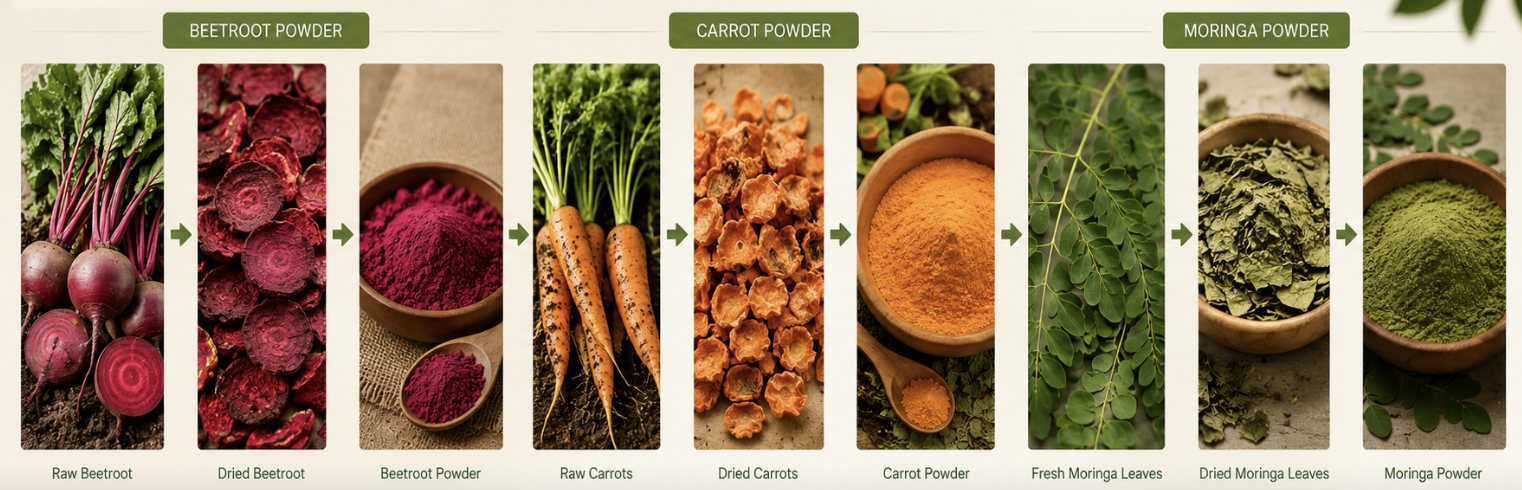 BEETROOT POWDER
CARROT POWDER
MORINGA POWDER
Raw Beetroot
Dried Beetroot
Beetroot Powder
Raw Carrots
Dried Carrots
Carrot Powder
Fresh Moringa Leaves
Dried Moringa Leaves
Moringa Powder